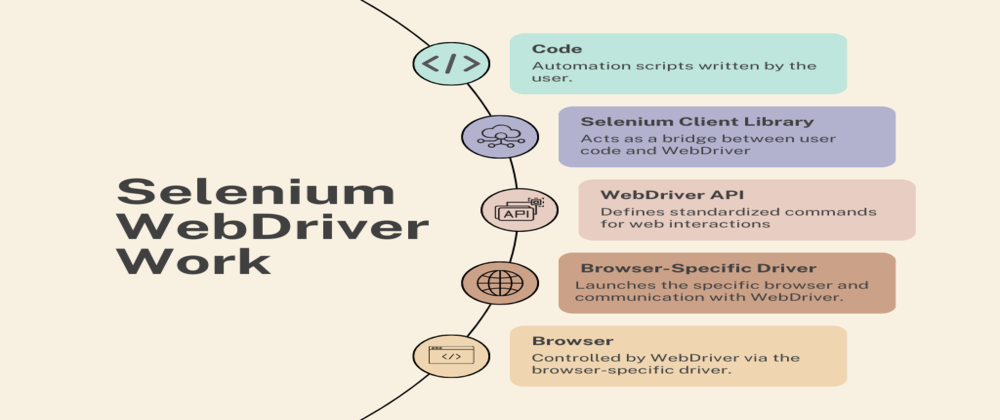 Selenium
WebDriver
Work
</>
Code
Automation scripts written by the
user.
Selenium Client Library
Acts as a bridge between user
code and WebDriver
API
WebDriver API
Defines standardized commands
for web interactions
Browser-Specific Driver
Launches the specific browser and
communication with WebDriver.
</>
Browser
Controlled by WebDriver via the
browser-specific driver.